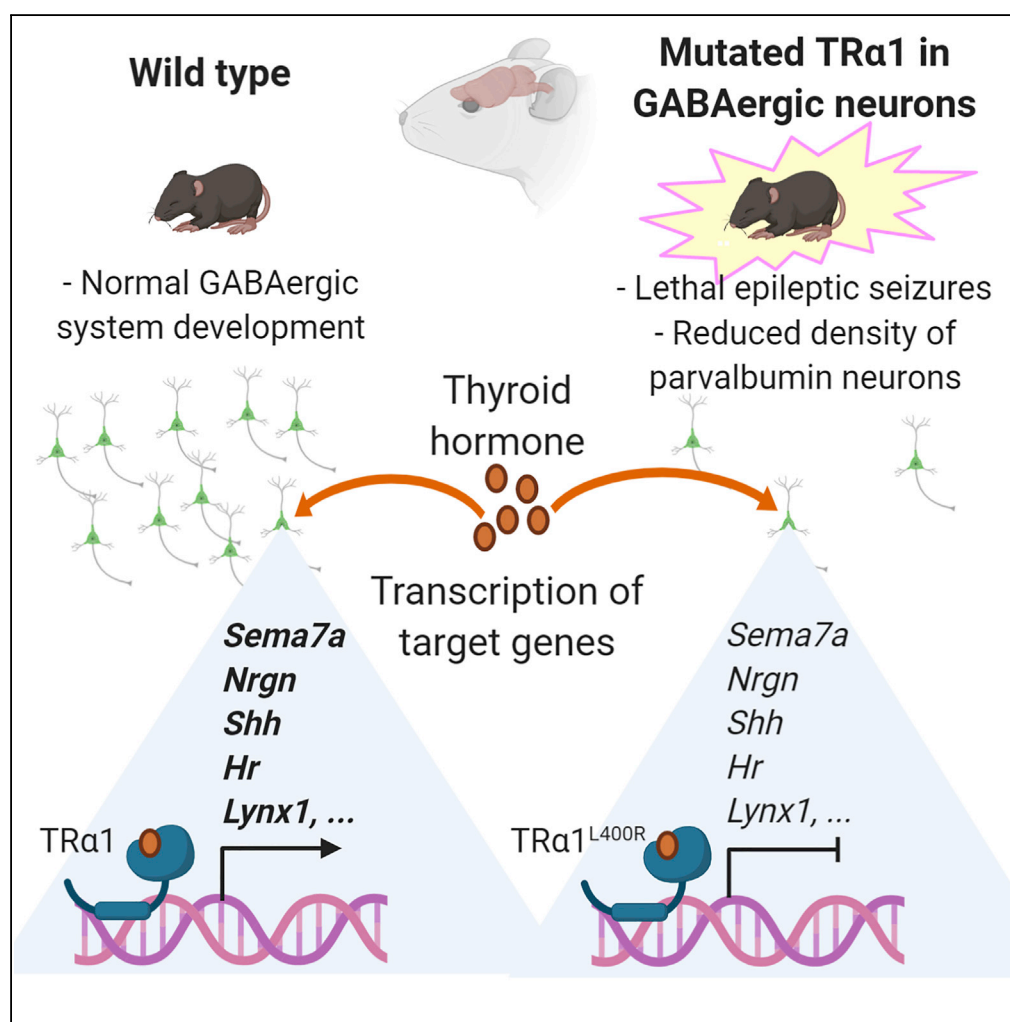 Wild type
- Normal GABAergic
system development
Mutated TRα1 in
GABAergic neurons
- Lethal epileptic seizures
- Reduced density of
parvalbumin neurons
Thyroid
hormone
Transcription of
target genes
Sema7a
Nrgn
Shh
Hr
Lynx1, ...
TRα1
Sema7a
Nrgn
Shh
Hr
Lynx1, ...
TRα1L400R